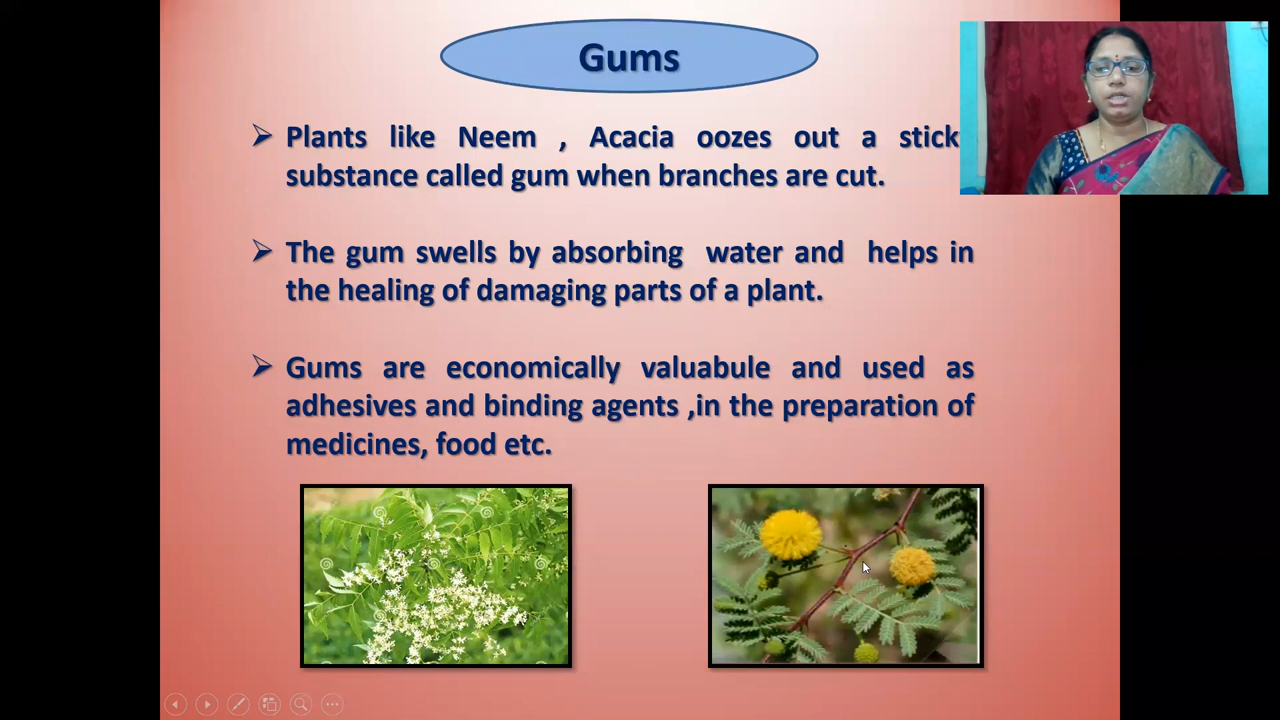 Gums
Plants like Neem , Acacia oozes out a stick
substance called gum when branches are cut.
The gum swells by absorbing water and helps in
the healing of damaging parts of a plant.
Gums are economically valuabule and used as
adhesives and binding agents ,in the preparation of
medicines, food etc.